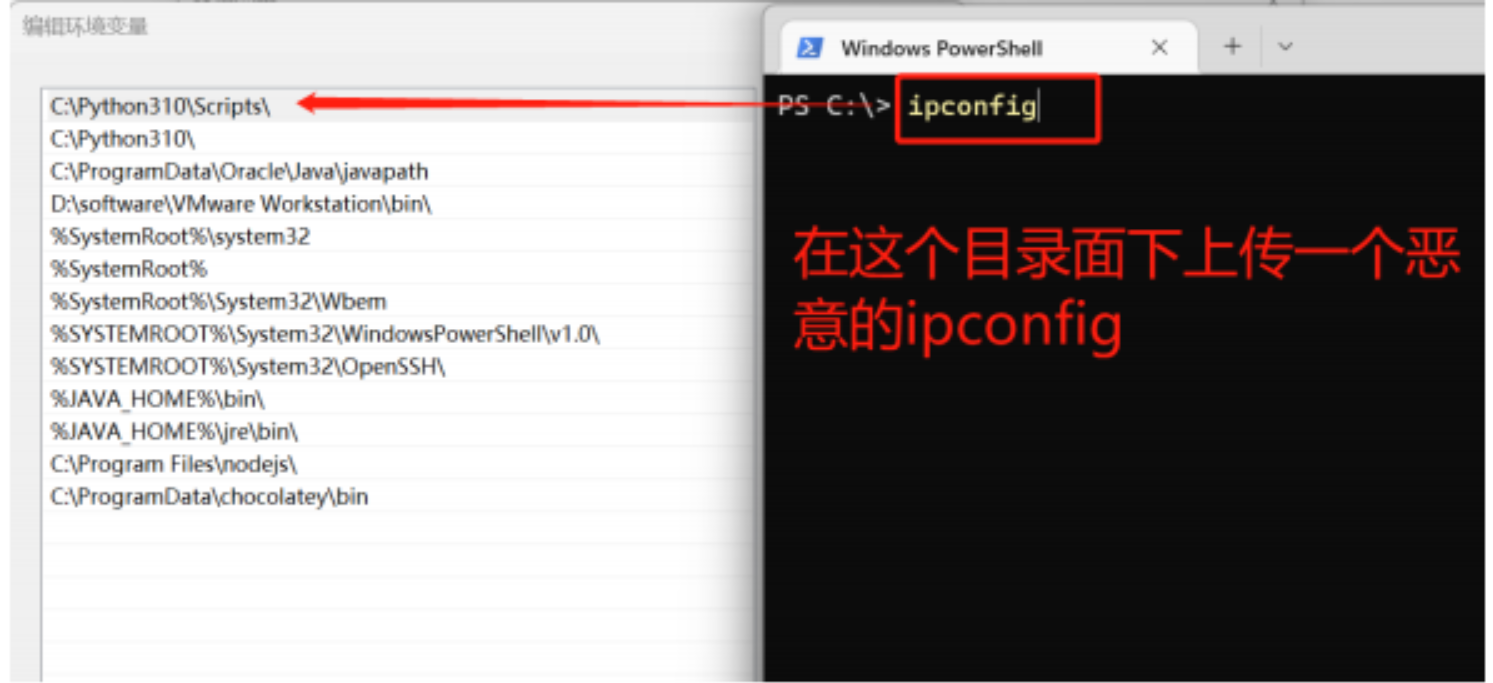 编辑环境变量
C:\Python310\Scripts\
C:\Python310\
C:\ProgramData\Oracle\Java\javapath
D:\software\VMware Workstation\bin\
%SystemRoot%\system32
%SystemRoot%
%SystemRoot%\System32\Wbem
%SYSTEMROOT%\System32\WindowsPowerShell\v1.0\
%SYSTEMROOT%\System32\OpenSSH\
%JAVA_HOME%\bin\
%JAVA_HOME%\jre\bin\
C:\Program Files\nodejs\
C:\ProgramData\chocolatey\bin
Windows PowerShell
PS C:\> ipconfig
在这个目录面下上传一个恶
意的ipconfig